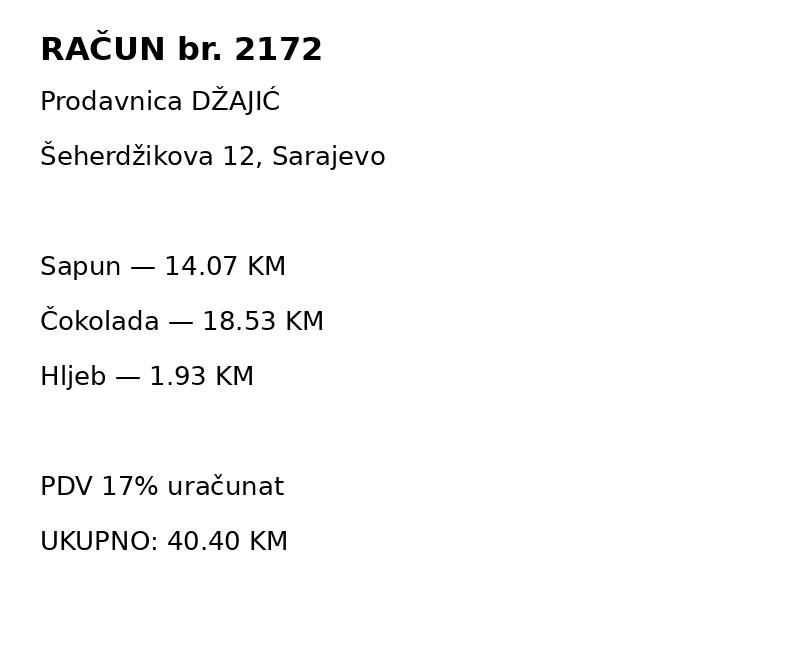 RAČUN br. 2172
Prodavnica DŽAJIĆ
Šeherdžikova 12, Sarajevo
Sapun — 14.07 KM
Čokolada — 18.53 KM
Hljeb — 1.93 KM
PDV 17% uračunat
UKUPNO: 40.40 KM